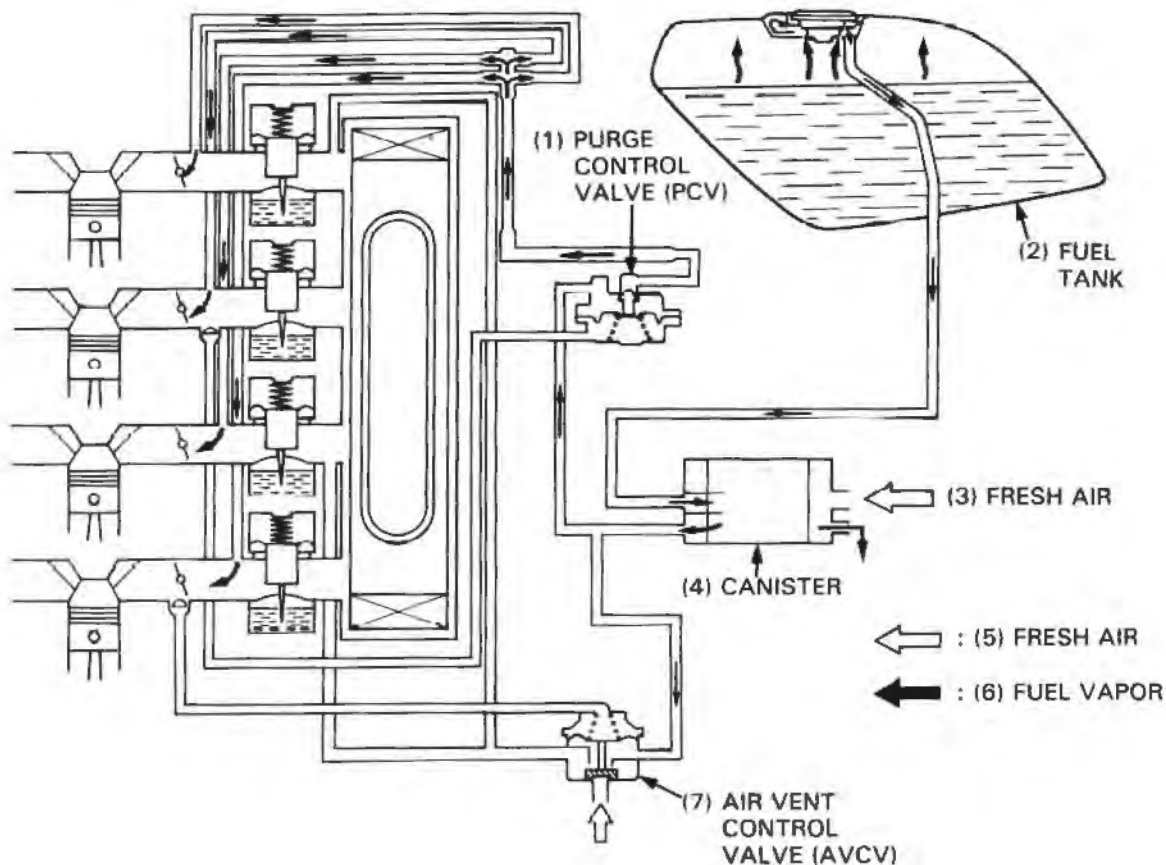 (1) PURGE
CONTROL
VALVE (PCV)
(2) FUEL
TANK
(3) FRESH AIR
(4) CANISTER
: (5) FRESH AIR
: (6) FUEL VAPOR
(7) AIR VENT
CONTROL
VALVE (AVCV)